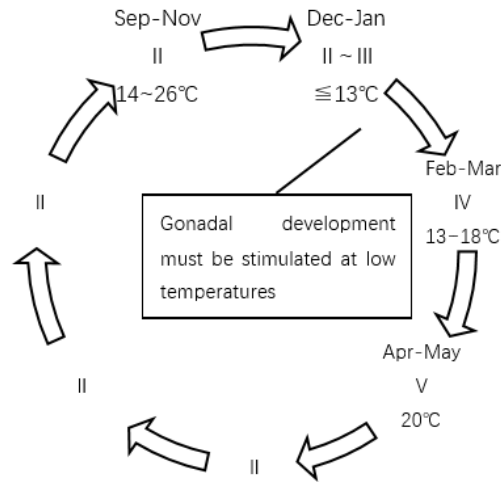 Sep-Nov
II
14~26℃
Dec-Jan
II ~ III
≦13℃
Feb-Mar
IV
13-18℃
Apr-May
V
20℃
II
II
II
Gonadal development
must be stimulated at low
temperatures